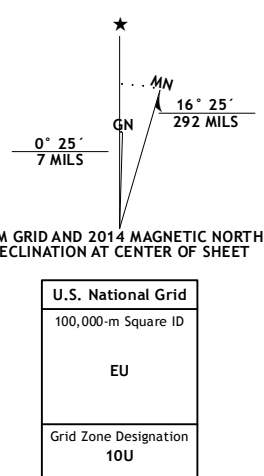 ★
MN
16° 25´
292 MILS
GN
0° 25´
7 MILS
M GRID AND 2014 MAGNETIC NORTH
ECLINATION AT CENTER OF SHEET
U.S. National Grid
100,000-m Square ID
EU
Grid Zone Designation
10U